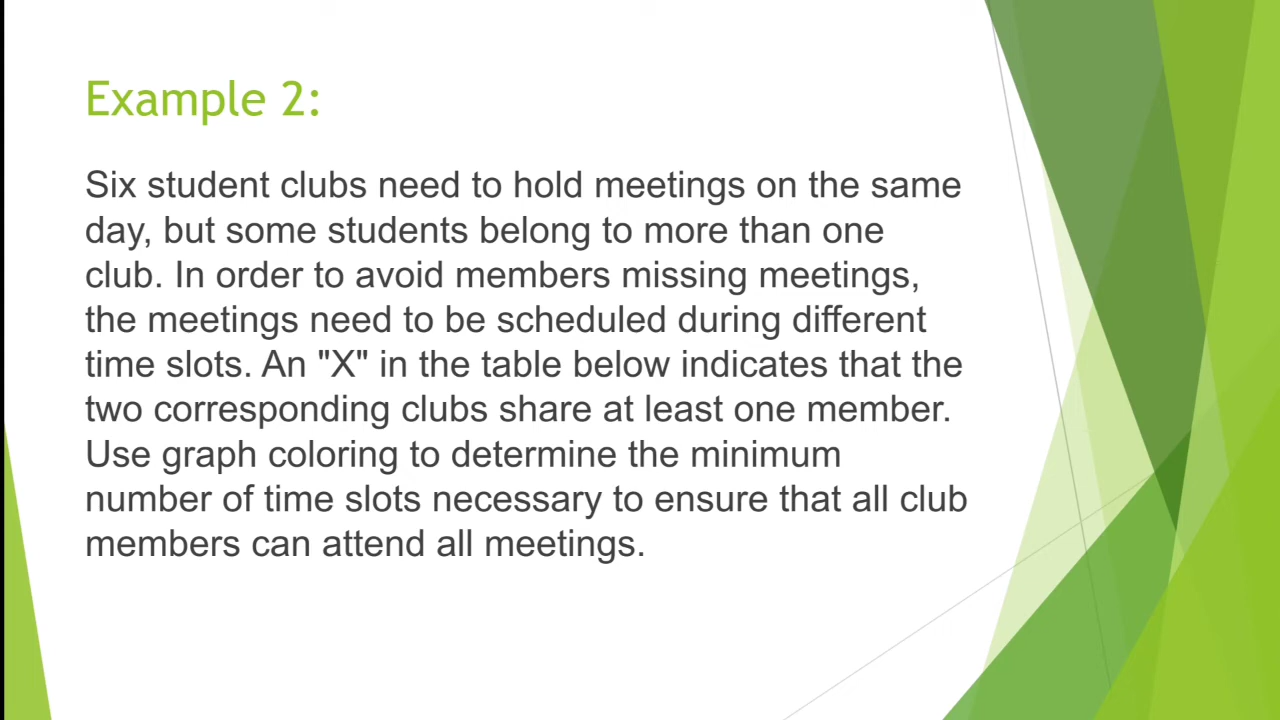 Example 2:
Six student clubs need to hold meetings on the same
day, but some students belong to more than one
club. In order to avoid members missing meetings,
the meetings need to be scheduled during different
time slots. An "X" in the table below indicates that the
two corresponding clubs share at least one member.
Use graph coloring to determine the minimum
number of time slots necessary to ensure that all club
members can attend all meetings.